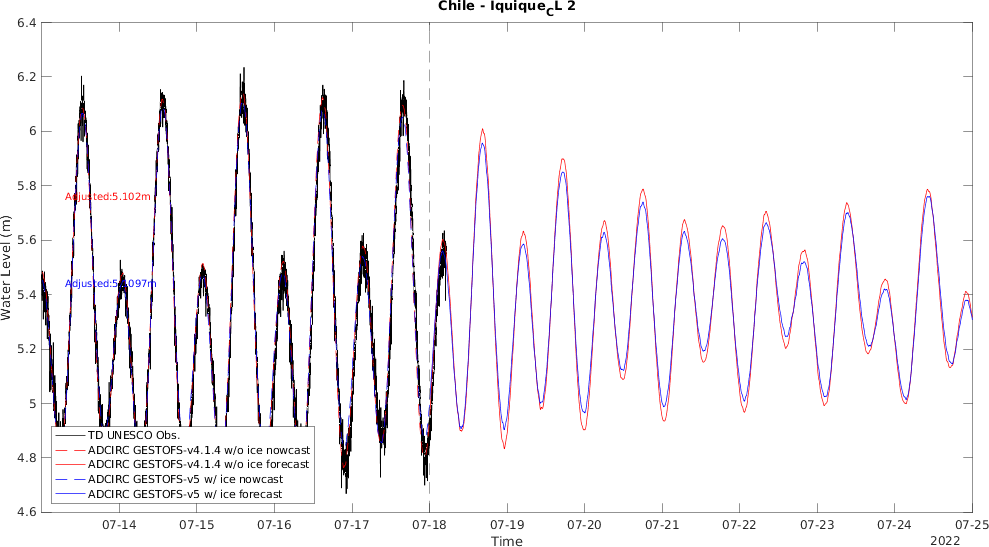 Chile - Iquique_CL 2
6.4
6.2
6
5.8
5.6
5.4
5.2
5
4.8
4.6
Water Level (m)
Adjusted:5.102m
TD UNESCO Obs.
ADCIRC GESTOFS-v4.1.4 w/o ice nowcast
ADCIRC GESTOFS-v4.1.4 w/o ice forecast
ADCIRC GESTOFS-v5 w/ ice nowcast
ADCIRC GESTOFS-v5 w/ ice forecast
07-14 07-15 07-16 07-17 07-18 07-19 07-20 07-21 07-22 07-23 07-24 07-25
Time
2022